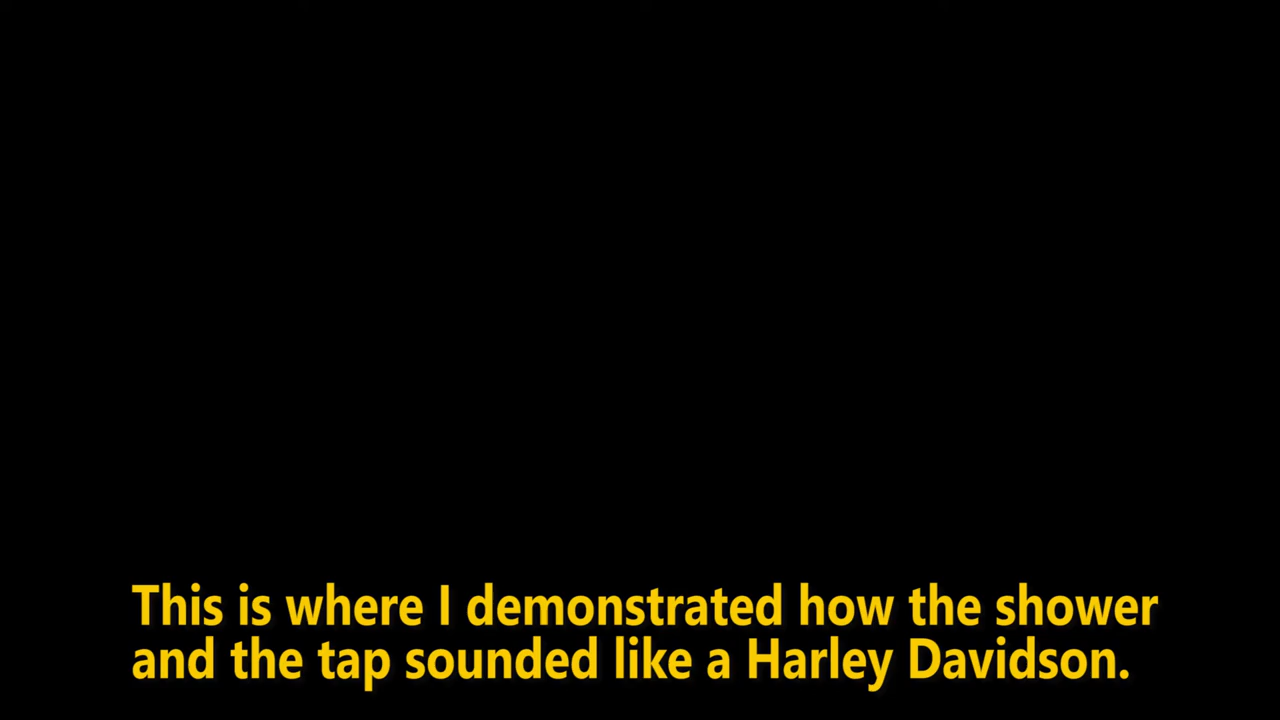 This is where I demonstrated how the shower
and the tap sounded like a Harley Davidson.